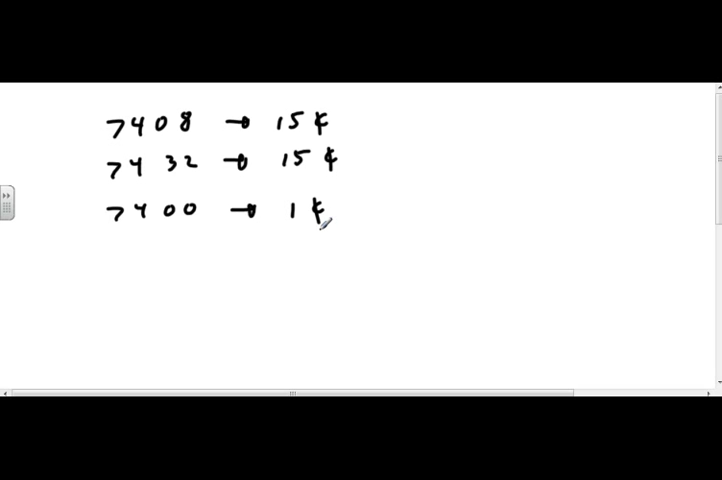 7408 → 15 ¢
7432 → 15 ¢
7400 → 1 ¢